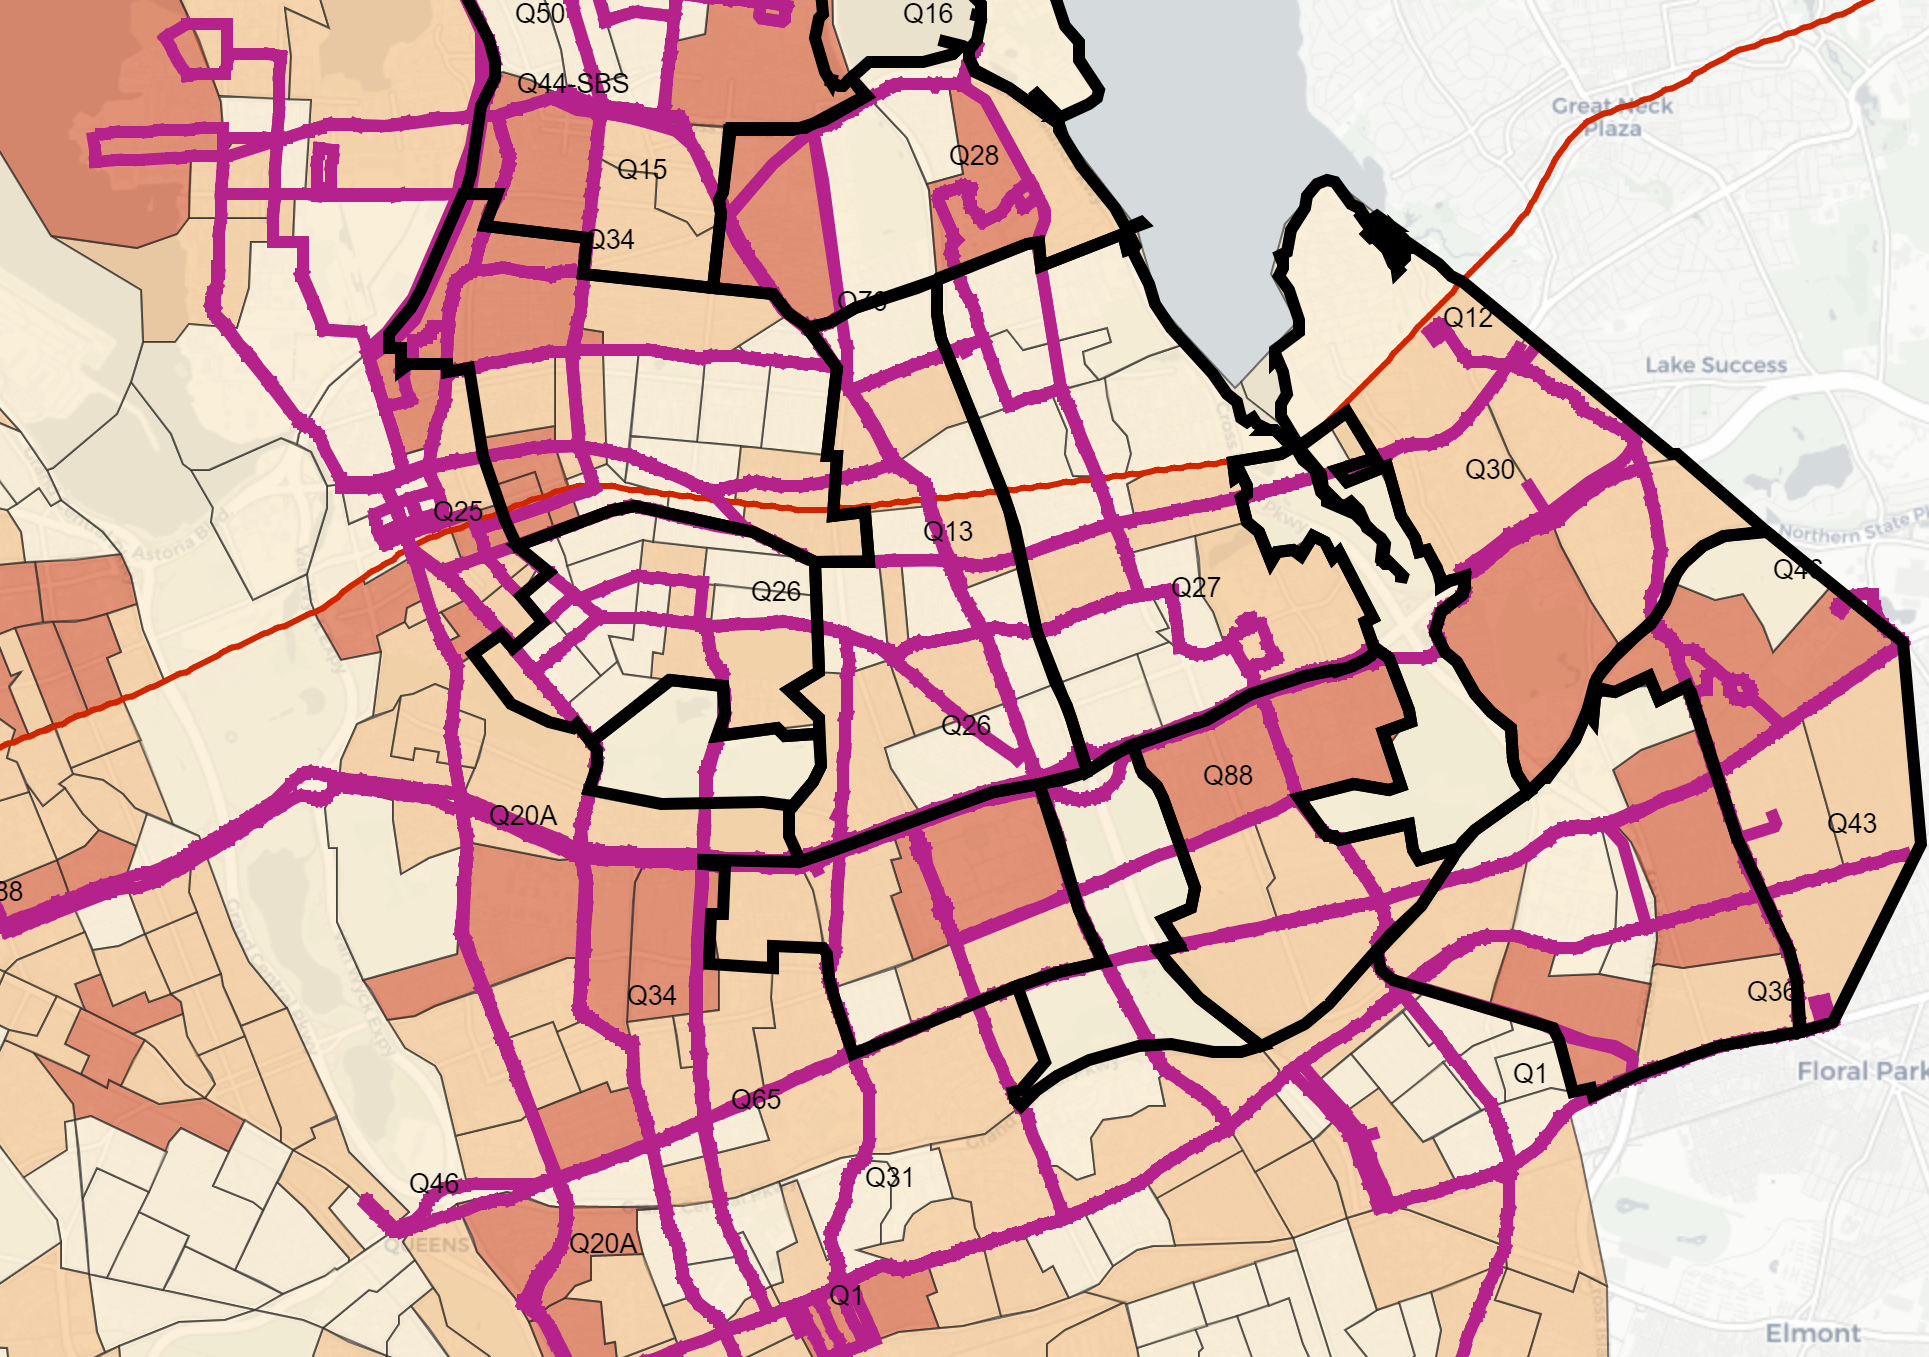 Q50
Q16
Q44-SBS
Great Neck
Plaza
Q15
Q28
Q34
Q76
Q12
Lake Success
Q30
Q25
Q13
Northern State
Astoria Blvd
Q26
Q27
Q46
Q26
Q88
Q20A
Q43
38
Q34
Q36
Q65
Q1
Floral Park
Q31
Q46
QUEENS
Q20A
Q1
Elmont